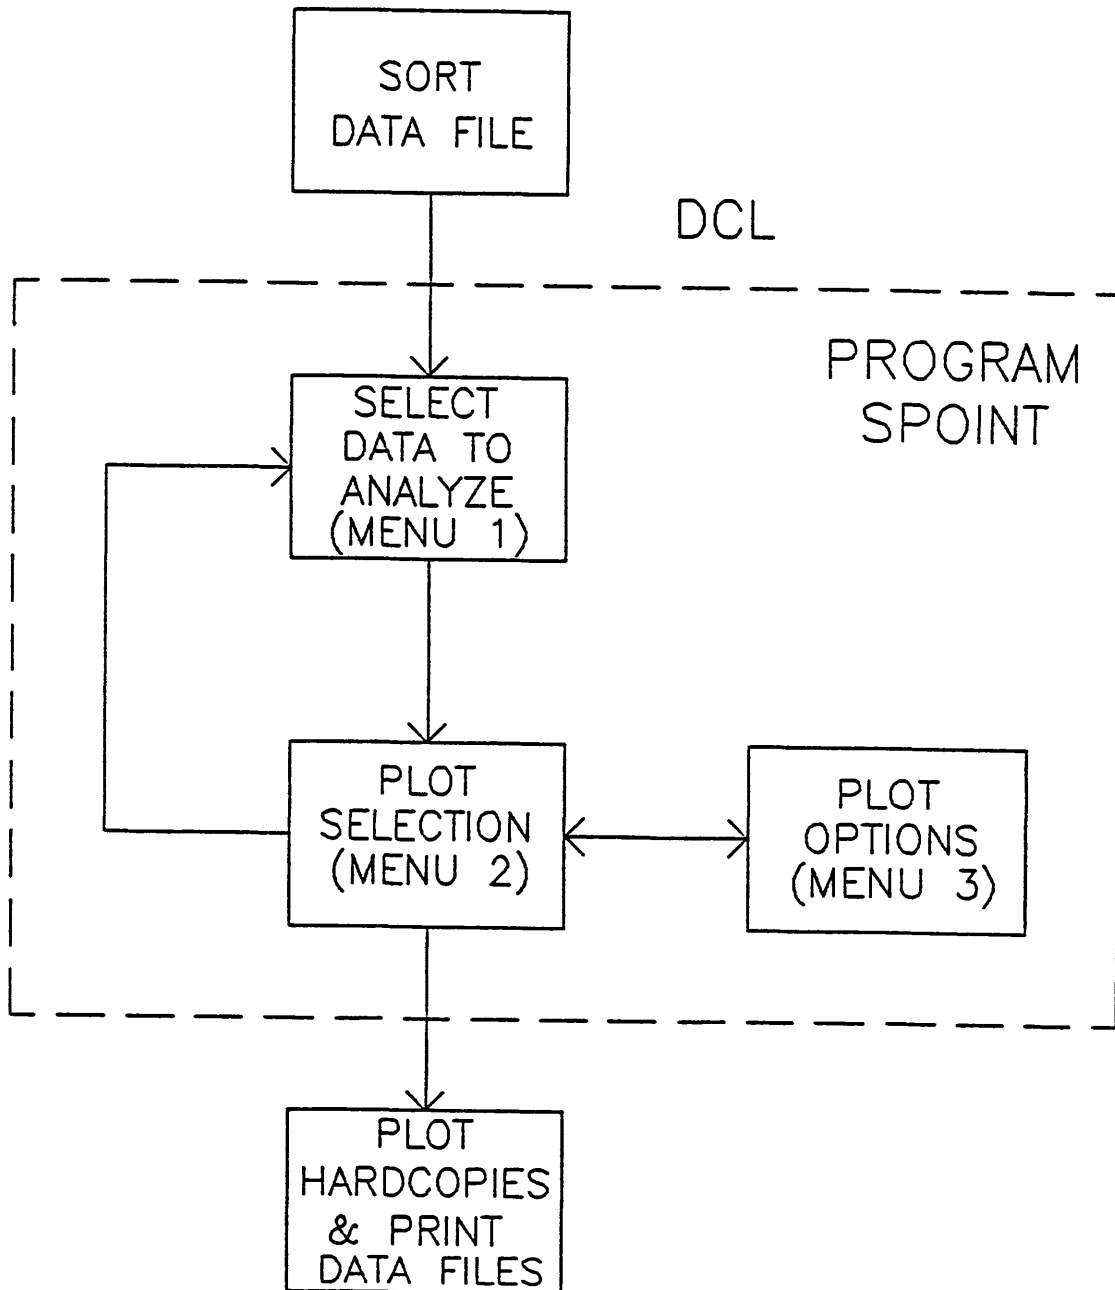 SORT
DATA FILE
DCL
PROGRAM
SPOINT
SELECT
DATA TO
ANALYZE
(MENU 1)
PLOT
SELECTION
(MENU 2)
PLOT
OPTIONS
(MENU 3)
PLOT
HARDCOPIES
& PRINT
DATA FILES